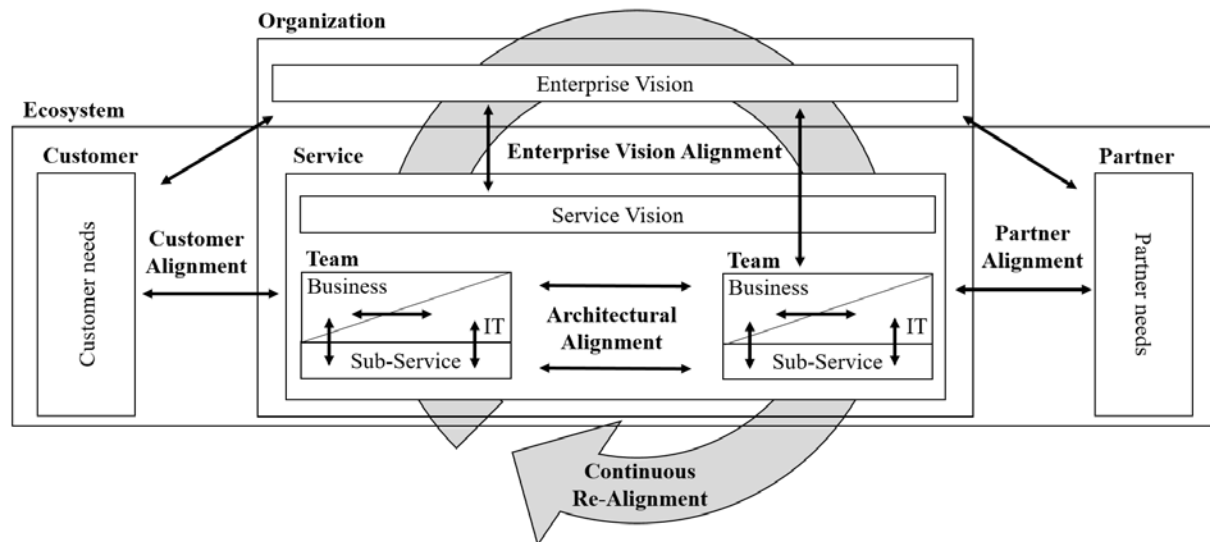 Organization
Enterprise Vision
Ecosystem
Customer
Service
Enterprise Vision Alignment
Partner
Customer needs
Service Vision
Partner needs
Customer
Alignment
Partner
Alignment
Team
Business
IT
Sub-Service
Architectural
Alignment
Team
Business
IT
Sub-Service
Continuous
Re-Alignment